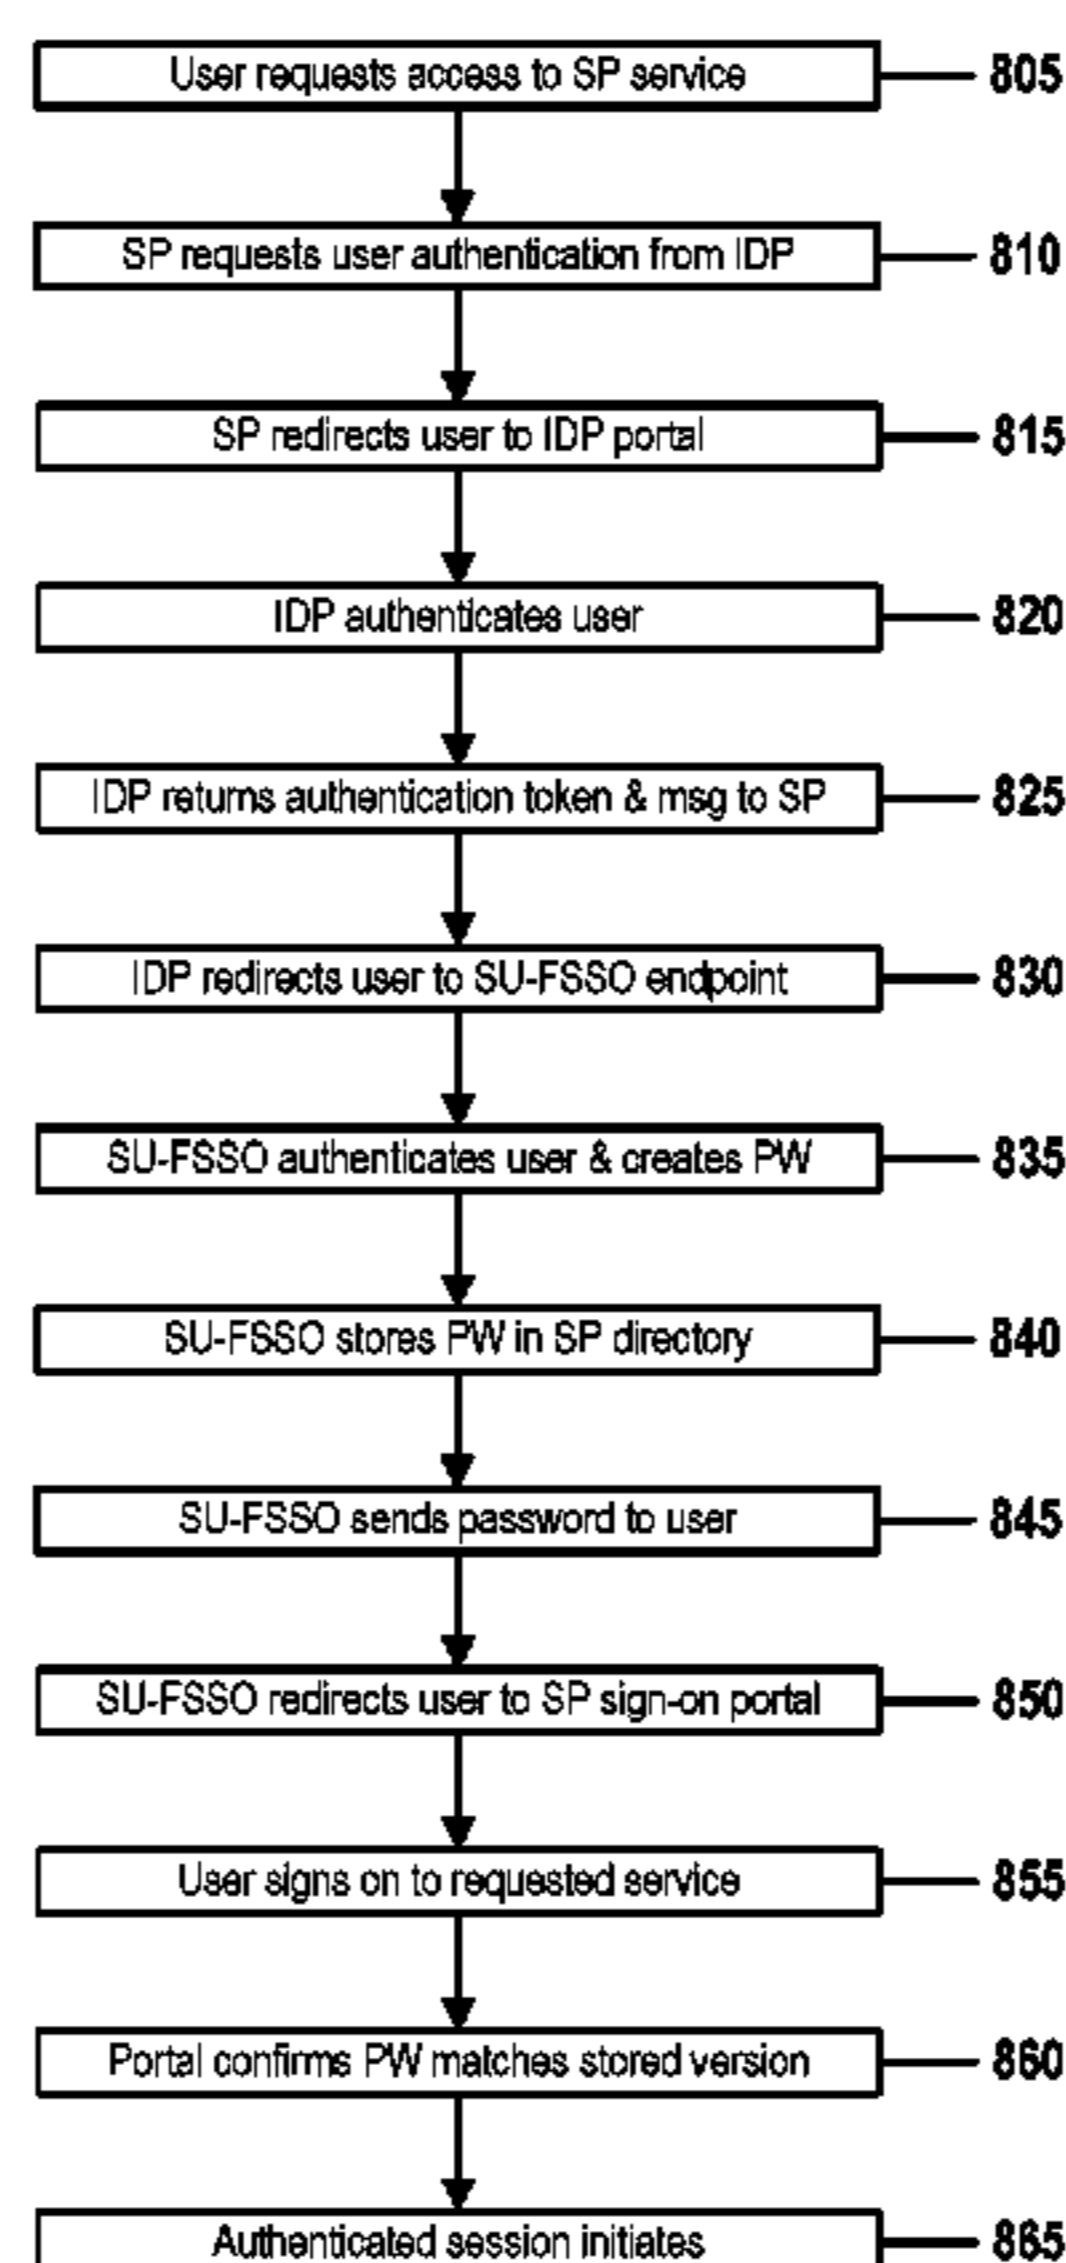 User requests access to SP service 805
SP requests user authentication from IDP 810
SP redirects user to IDP portal 815
IDP authenticates user 820
IDP returns authentication token & msg to SP 825
IDP redirects user to SU-FSSO endpoint 830
SU-FSSO authenticates user & creates PW 835
SU-FSSO stores PW in SP directory 840
SU-FSSO sends password to user 845
SU-FSSO redirects user to SP sign-on portal 850
User signs on to requested service 855
Portal confirms PW matches stored version 860
Authenticated session initiates 865